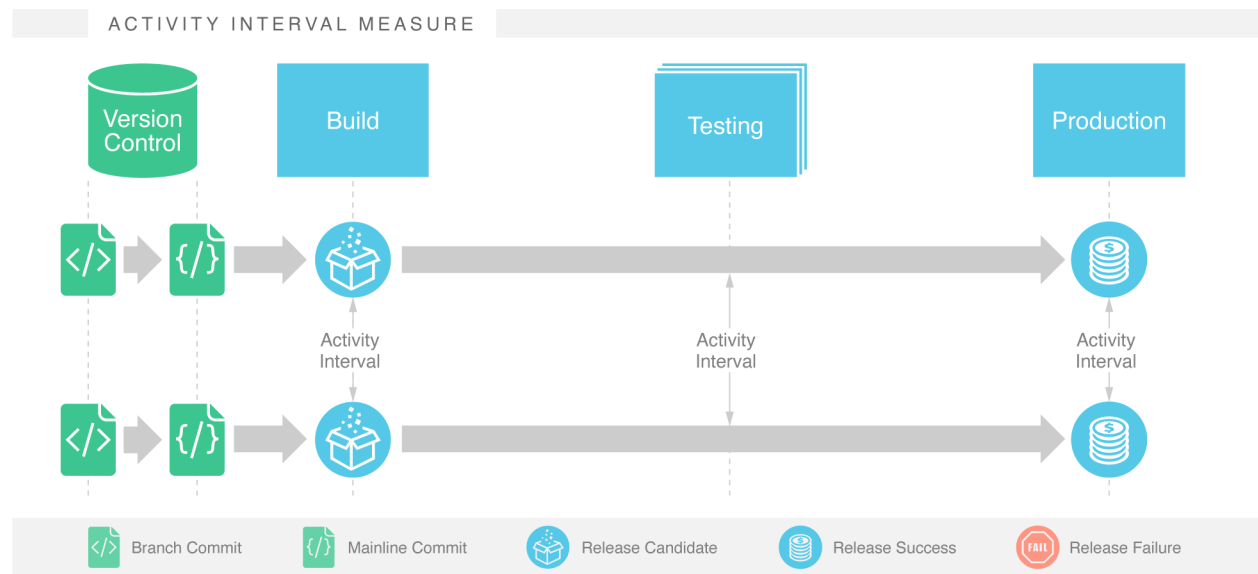 ACTIVITY INTERVAL MEASURE
Version
Control
Build
Testing
Production
</>
{/}
$
Activity
Interval
Activity
Interval
Activity
Interval
</>
{/}
$
</>
Branch Commit
{/}
Mainline Commit
Release Candidate
$
Release Success
FAIL
Release Failure